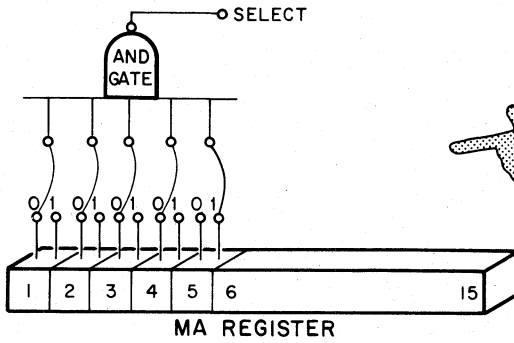 SELECT
AND
GATE
0 1 0 1 0 1 0 1 0 1
1 2 3 4 5 6 15
MA REGISTER